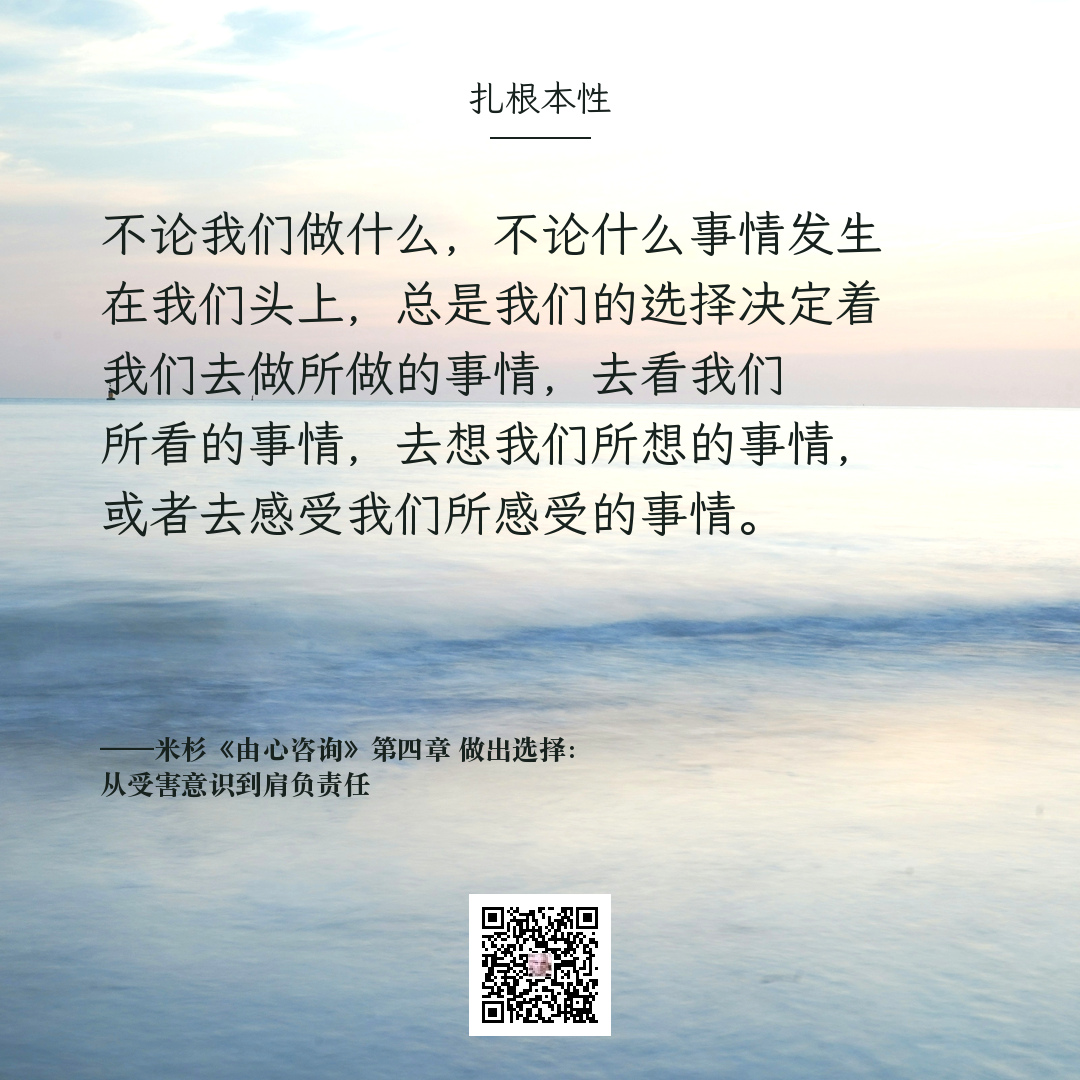 扎根本性
不论我们做什么，不论什么事情发生
在我们头上，总是我们的选择决定着
我们去做所做的事情，去看我们
所看的事情，去想我们所想的事情，
或者去感受我们所感受的事情。
——米杉《由心咨询》第四章 做出选择：
从受害意识到肩负责任